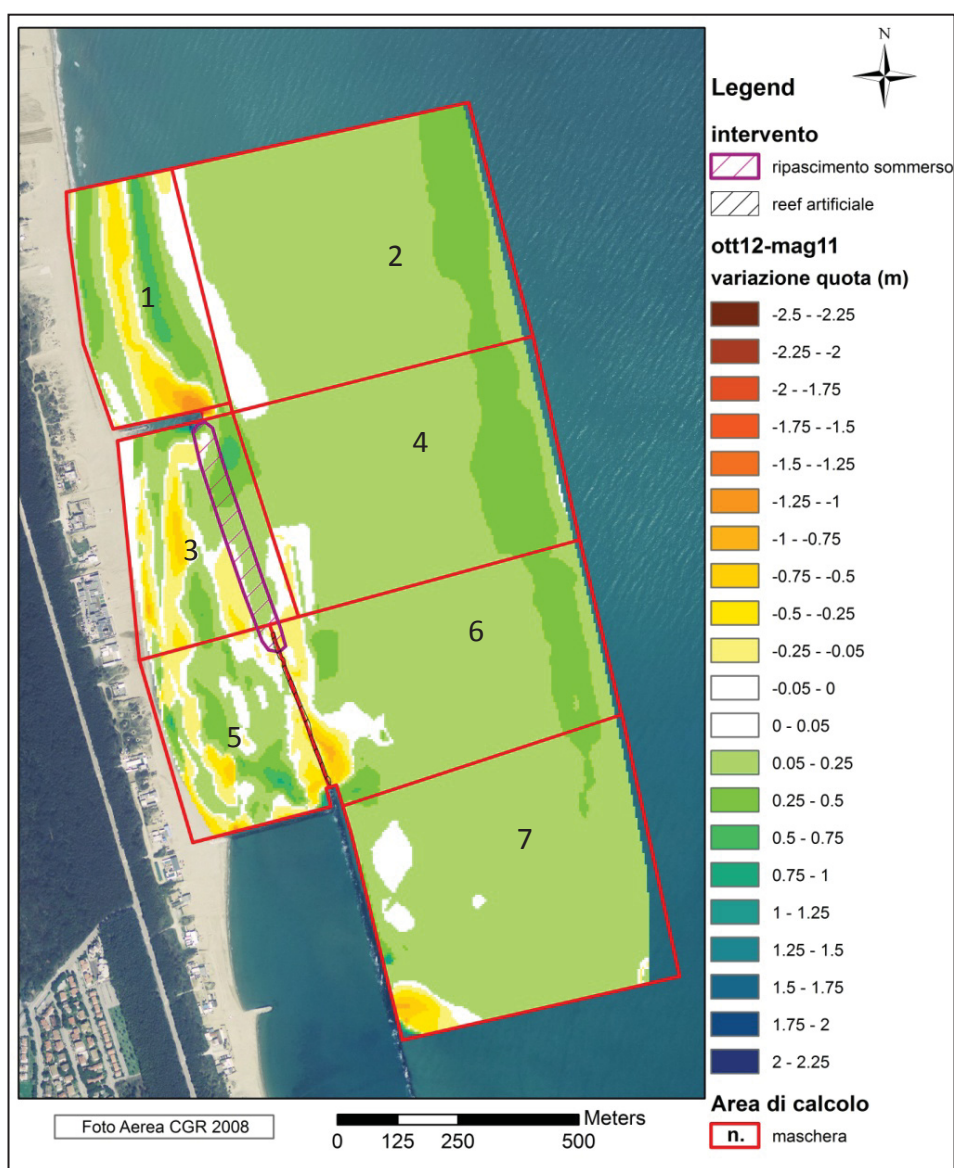 N
Legend
intervento
ripascimento sommerso
reef artificiale
ott12-mag11
variazione quota (m)
-2.5 - -2.25
-2.25 - -2
-2 - -1.75
-1.75 - -1.5
-1.5 - -1.25
-1.25 - -1
-1 - -0.75
-0.75 - -0.5
-0.5 - -0.25
-0.25 - -0.05
-0.05 - 0
0 - 0.05
0.05 - 0.25
0.25 - 0.5
0.5 - 0.75
0.75 - 1
1 - 1.25
1.25 - 1.5
1.5 - 1.75
1.75 - 2
2 - 2.25
Area di calcolo
n. maschera
1
2
3
4
5
6
7
Foto Aerea CGR 2008
Meters
0 125 250 500